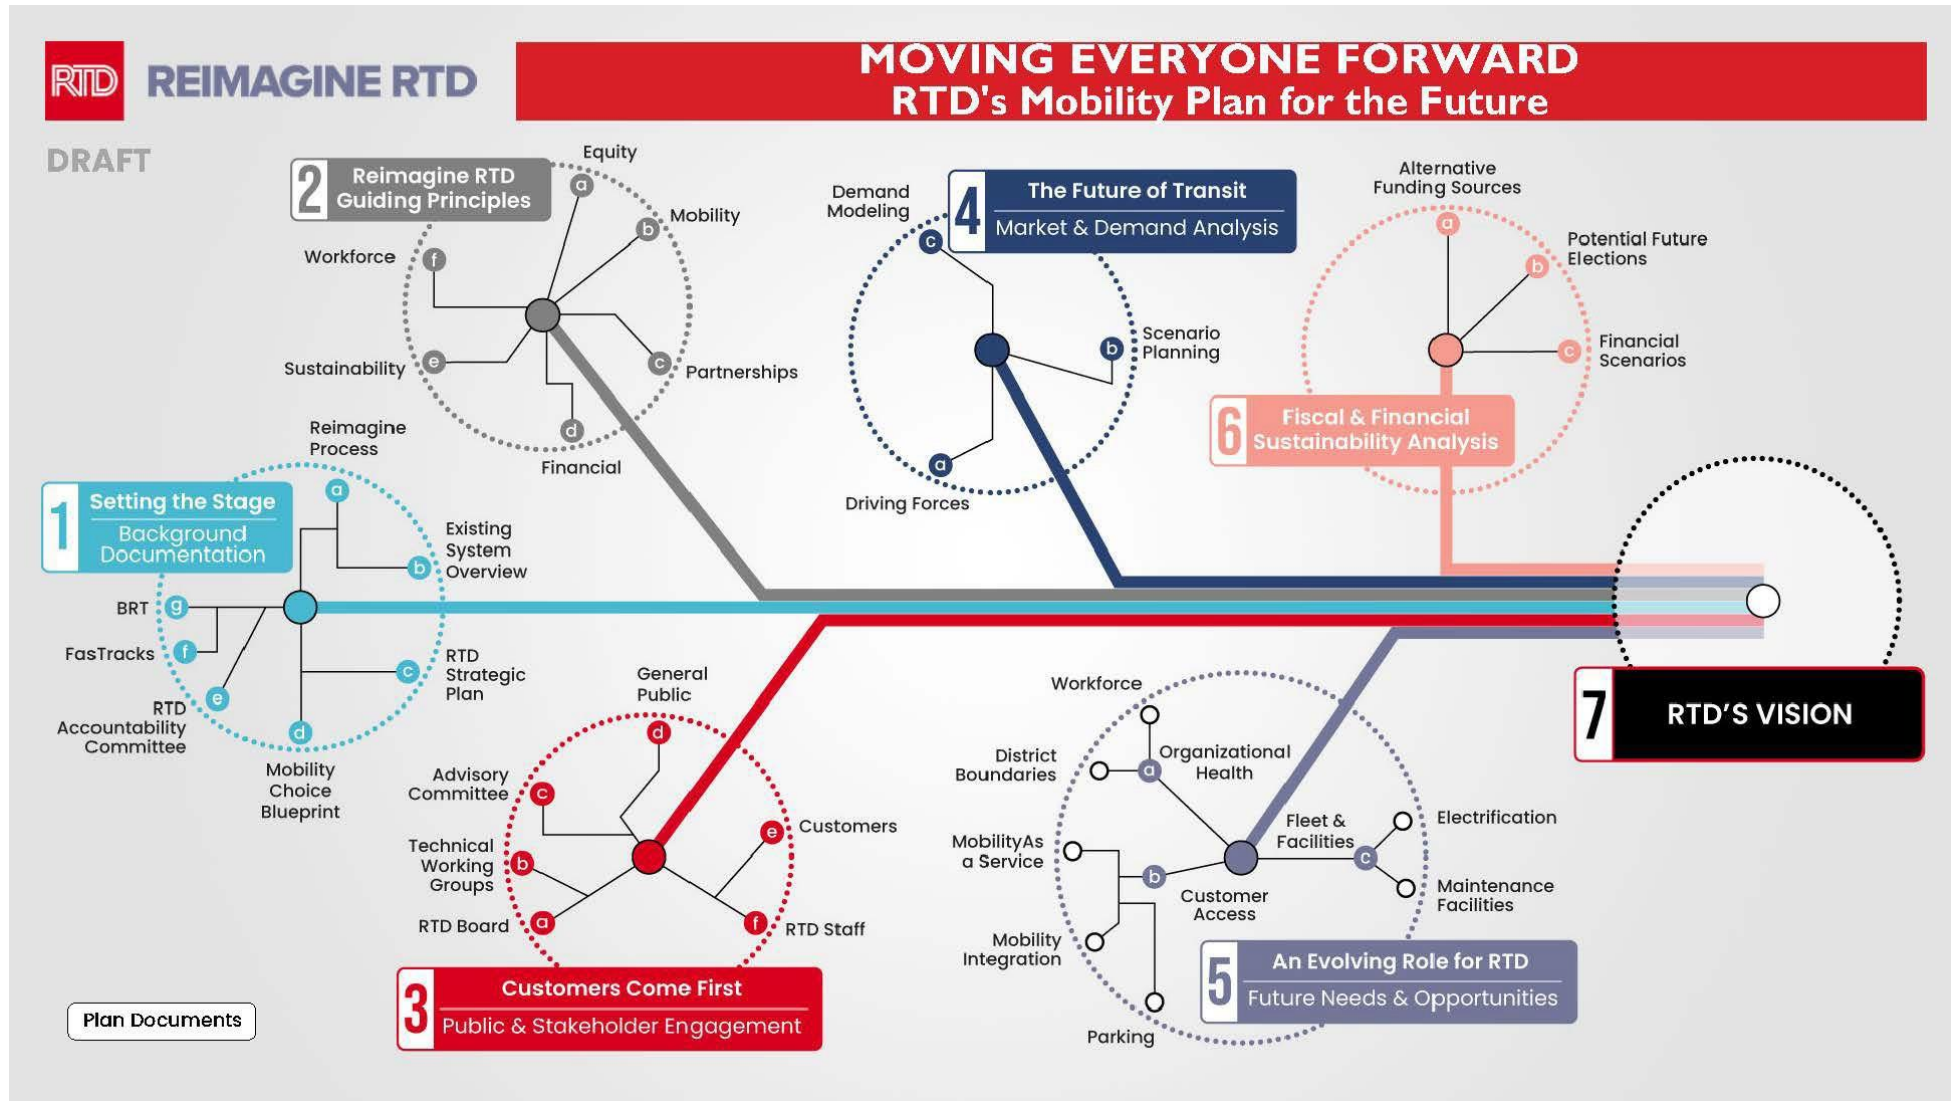 RTD
REIMAGINE RTD
MOVING EVERYONE FORWARD
RTD's Mobility Plan for the Future
DRAFT
2
Reimagine RTD
Guiding Principles
Equity
a
Mobility
b
Workforce
f
Sustainability
e
c
Partnerships
d
Financial
4
The Future of Transit
Market & Demand Analysis
Demand
Modeling
c
Scenario
Planning
b
a
Driving Forces
Alternative
Funding Sources
a
Potential Future
Elections
b
Financial
Scenarios
c
6
Fiscal & Financial
Sustainability Analysis
1
Setting the Stage
Background
Documentation
Reimagine
Process
a
Existing
System
Overview
b
BRT
g
FasTracks
f
RTD
Accountability
Committee
e
RTD
Strategic
Plan
c
d
Mobility
Choice
Blueprint
General
Public
d
Advisory
Committee
c
Technical
Working
Groups
b
RTD Board
a
e
Customers
f
RTD Staff
3
Customers Come First
Public & Stakeholder Engagement
Workforce
District
Boundaries
a
Organizational
Health
MobilityAs
a Service
b
Customer
Access
Mobility
Integration
Parking
Fleet &
Facilities
c
Electrification
Maintenance
Facilities
5
An Evolving Role for RTD
Future Needs & Opportunities
7
RTD'S VISION
Plan Documents